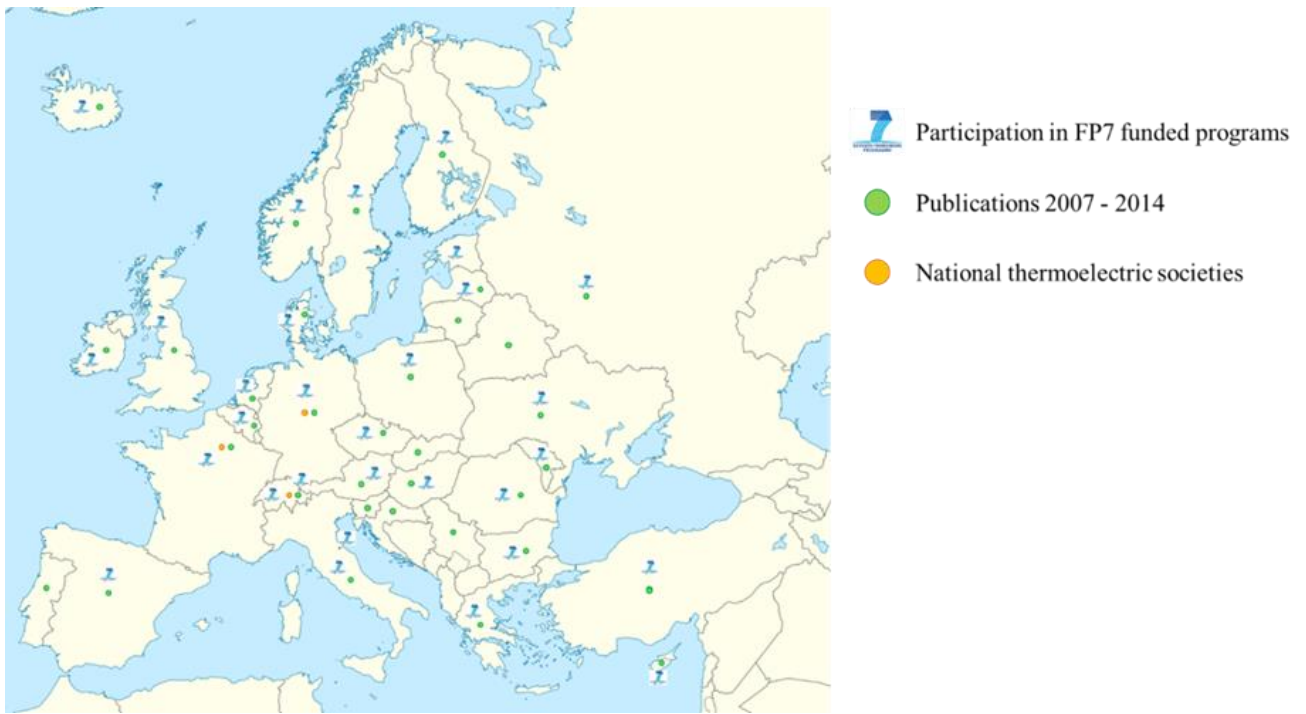 Participation in FP7 funded programs
Publications 2007 - 2014
National thermoelectric societies